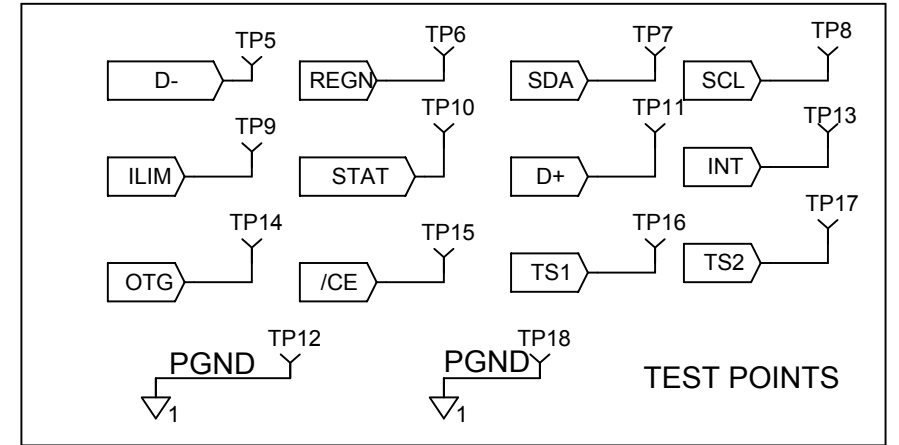 TP5 TP6 TP7 TP8
D- REGN SDA SCL
TP9 TP10 TP11 TP13
ILIM STAT D+ INT
TP14 TP15 TP16 TP17
OTG /CE TS1 TS2
TP12 TP18
PGND PGND TEST POINTS
1 1